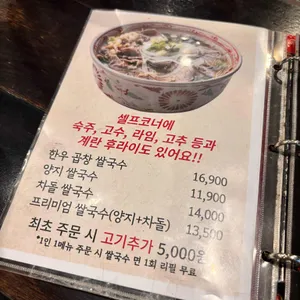 셀프코너에
숙주, 고수, 라임, 고추 등과
계란 후라이도 있어요!!
한우 곱창 쌀국수 16,900
양지 쌀국수 11,900
차돌 쌀국수 14,000
프리미엄 쌀국수(양지+차돌) 13,500
최초 주문 시 고기추가 5,000원
*1인 1메뉴 주문 시 쌀국수 면 1회 리필 무료